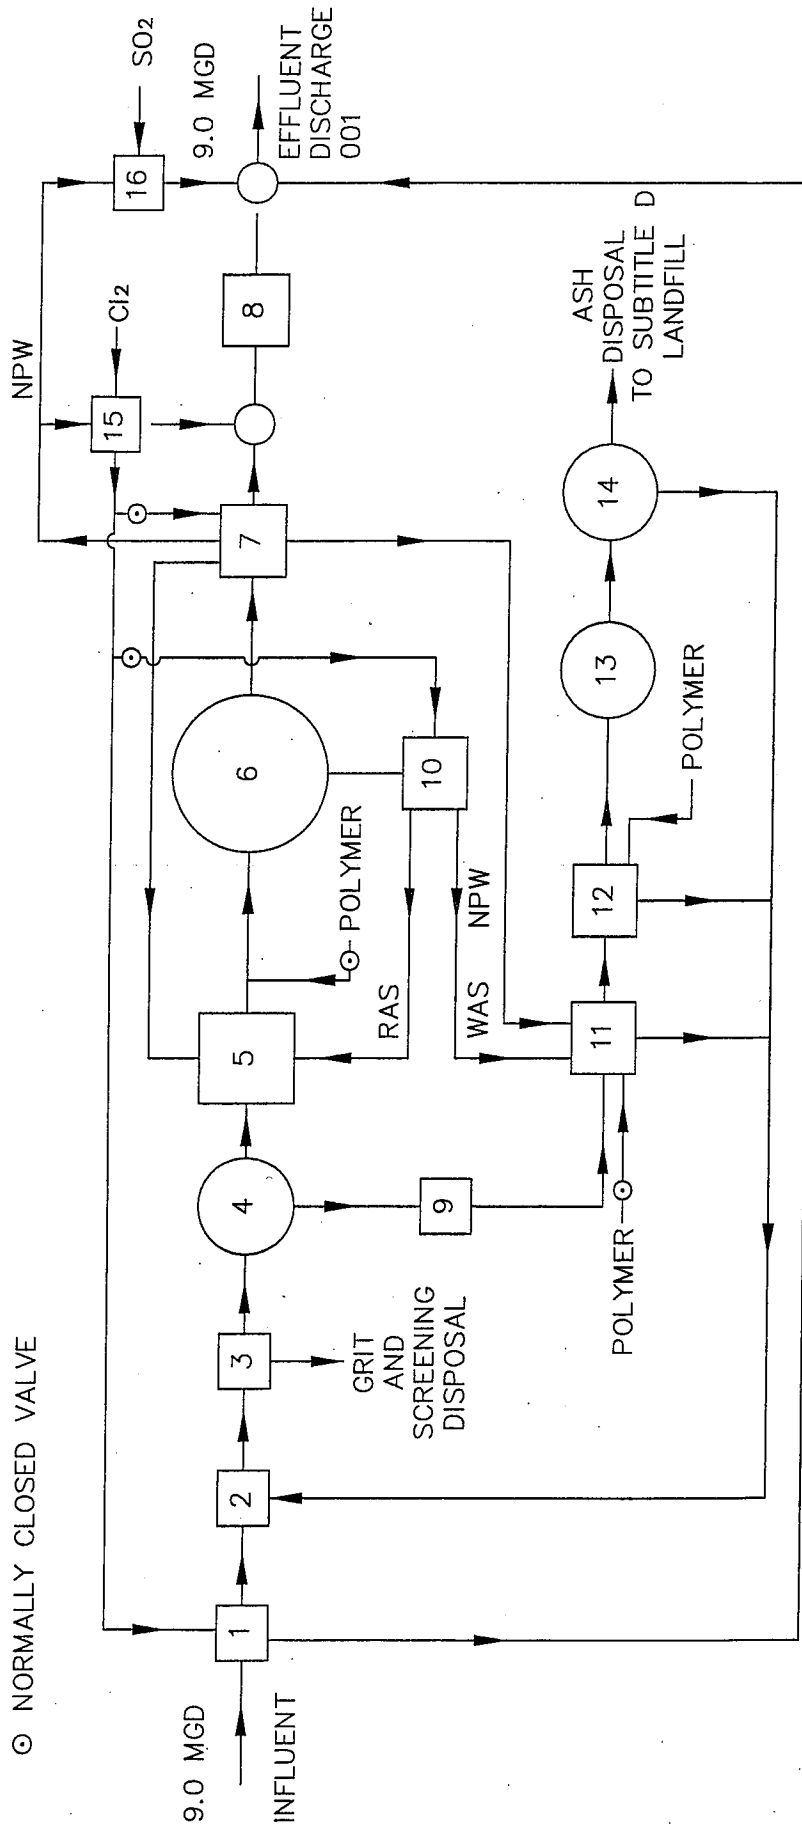 ⊙ NORMALLY CLOSED VALVE
9.0 MGD
INFLUENT
1
2
3
GRIT
AND
SCREENING
DISPOSAL
4
9
5
POLYMER
RAS
WAS
NPW
6
10
7
NPW
15
Cl2
8
16
SO2
9.0 MGD
EFFLUENT
DISCHARGE
001
POLYMER
11
12
POLYMER
13
14
ASH
DISPOSAL
TO SUBTITLE D
LANDFILL